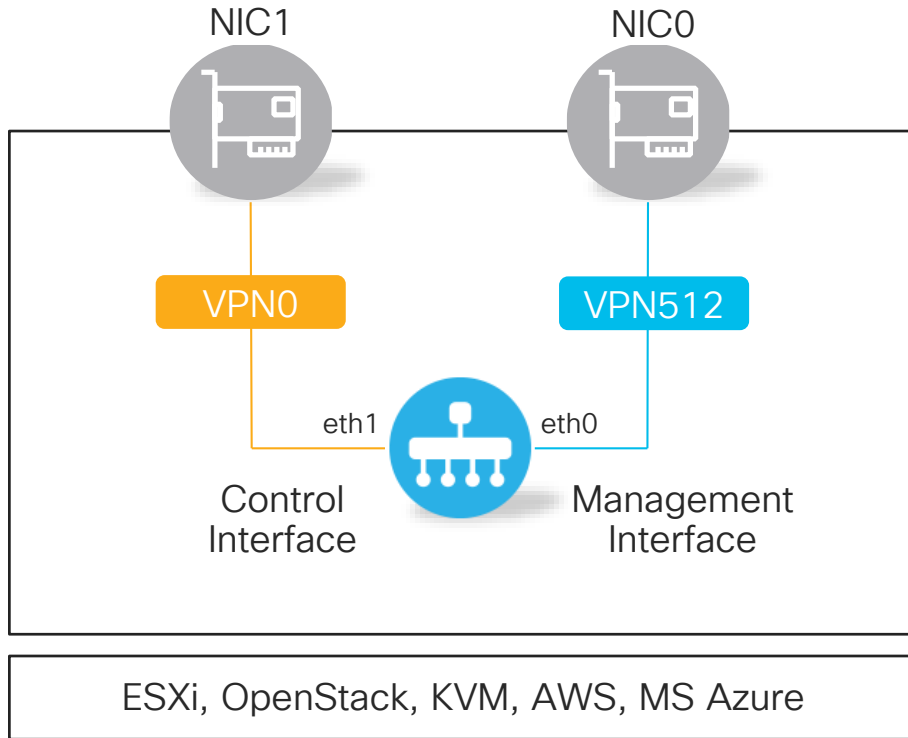 NIC1
NIC0
VPN0
VPN512
eth1
eth0
Control
Interface
Management
Interface
ESXi, OpenStack, KVM, AWS, MS Azure